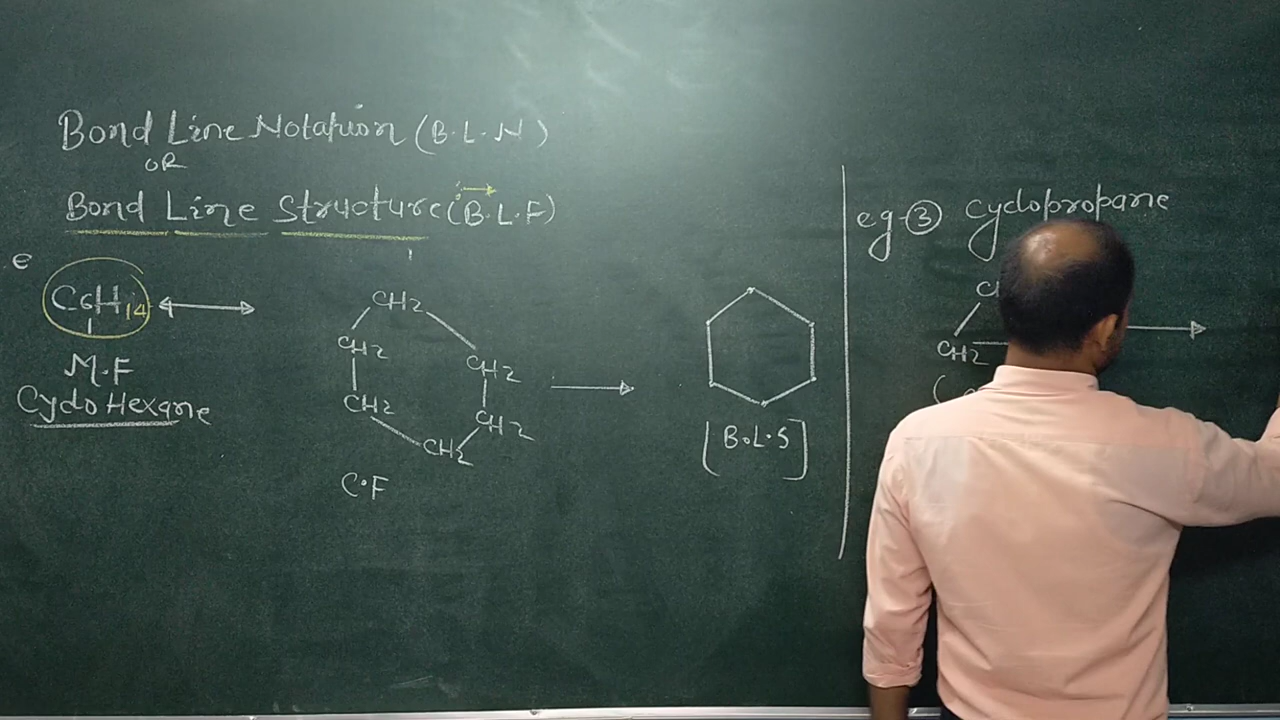 Bond Line Notation (B.L.N)
OR
Bond Line Structure (B.L.F)
e
C6H14
M.F
Cyclo Hexane
CH2
CH2
CH2
CH2
CH2
CH2
C.F
[B.L.S]
eg-③ cyclopropane
CH2